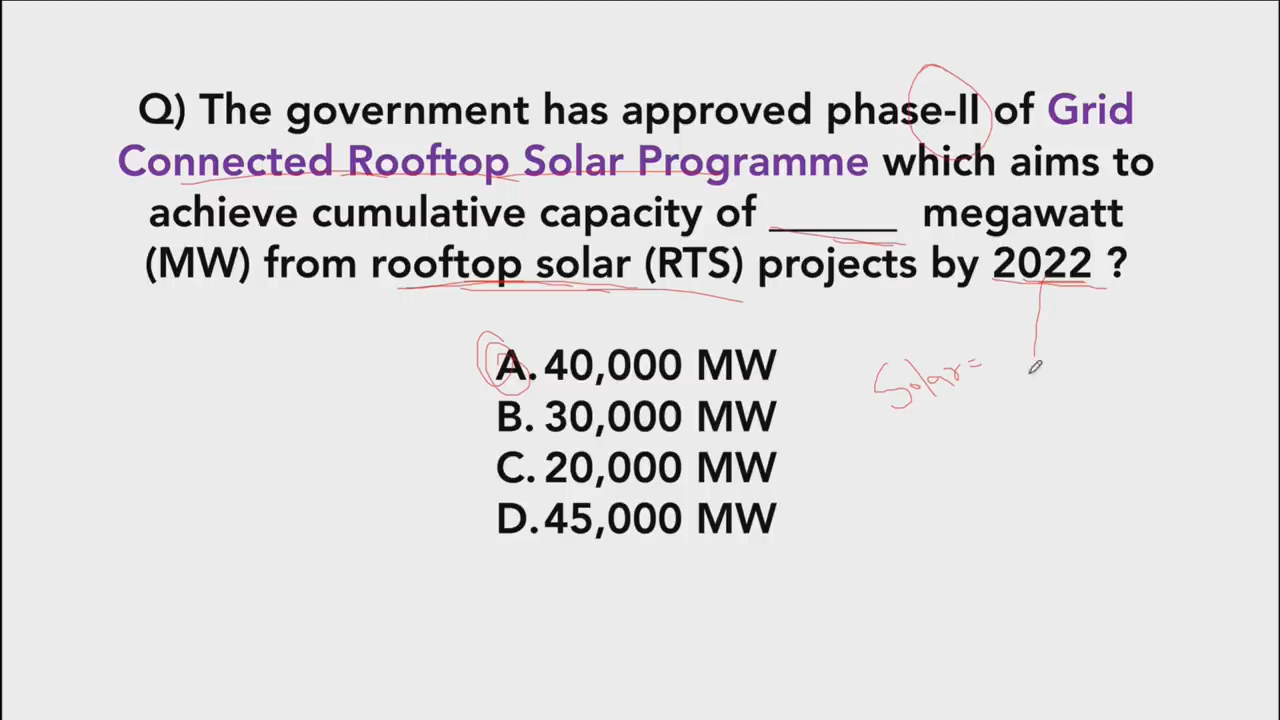 Q) The government has approved phase-II of Grid
Connected Rooftop Solar Programme which aims to
achieve cumulative capacity of ______ megawatt
(MW) from rooftop solar (RTS) projects by 2022 ?
A. 40,000 MW
B. 30,000 MW
Solar=
C. 20,000 MW
D. 45,000 MW